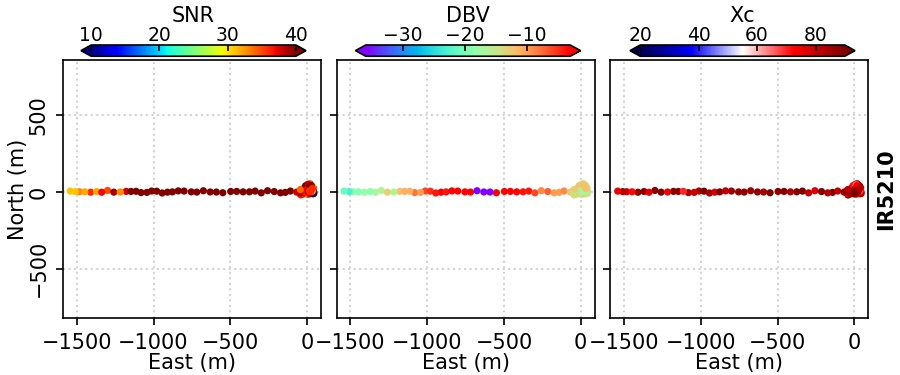 SNR DBV Xc
10 20 30 40 −30 −20 −10 20 40 60 80
500
0
−500
North (m)
−1500 −1000 −500 0 −1500 −1000 −500 0 −1500 −1000 −500 0
East (m) East (m) East (m)
IR5210